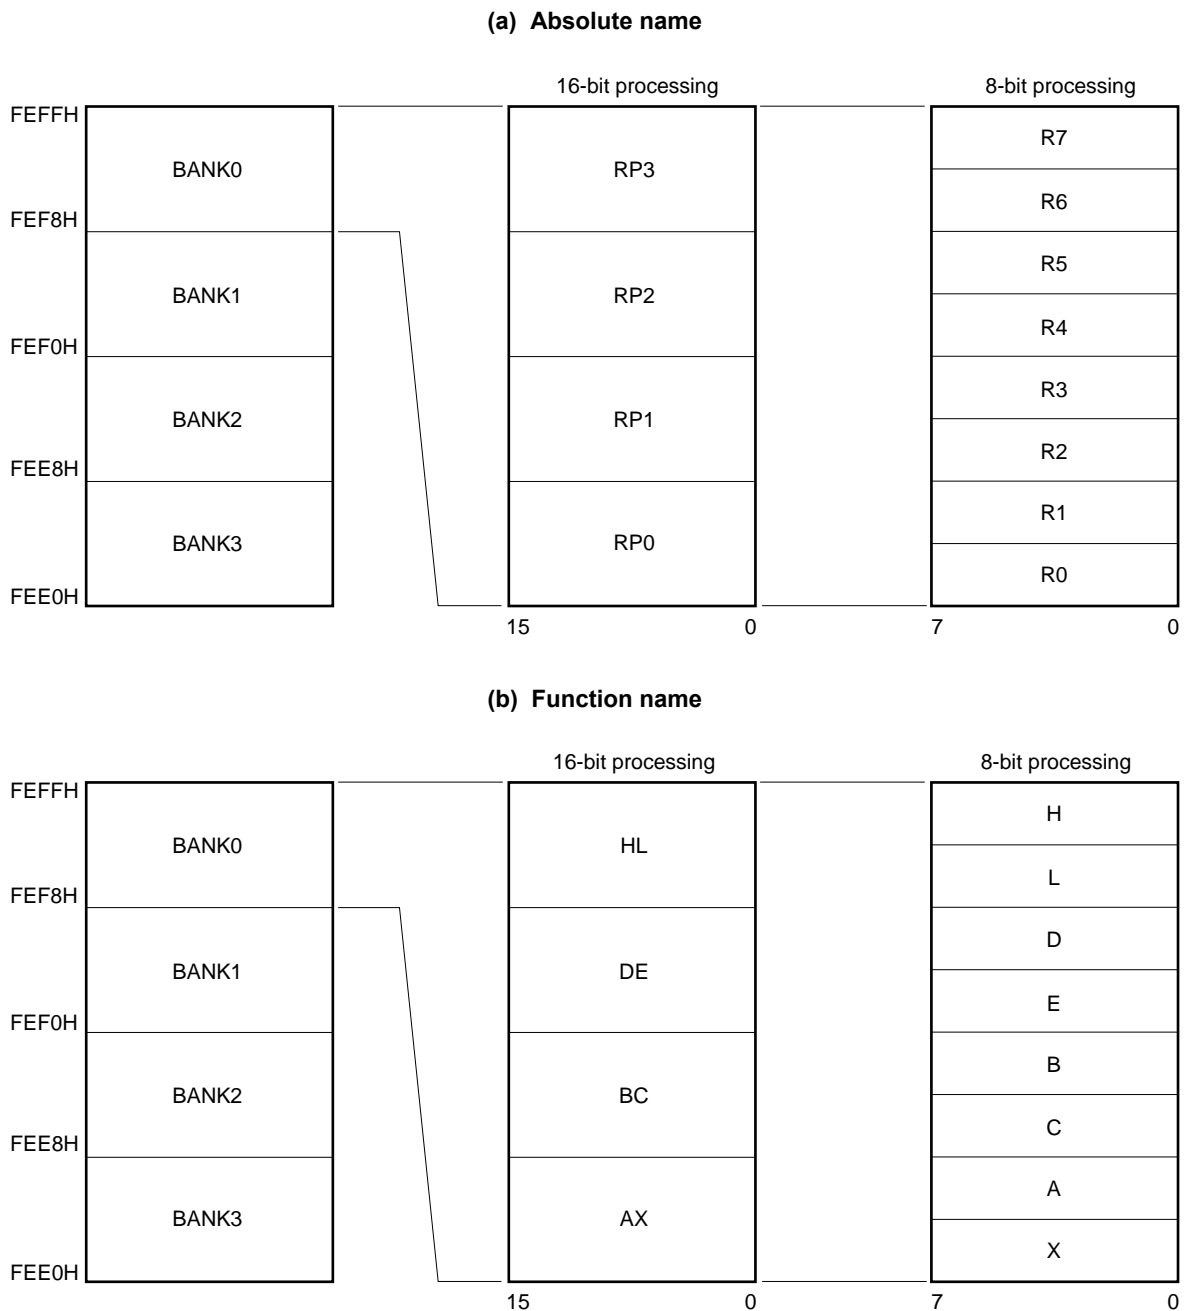 (a) Absolute name
16-bit processing 8-bit processing
FEFFH
R7
BANK0 RP3
R6
FEF8H
R5
BANK1 RP2
R4
FEF0H
R3
BANK2 RP1
R2
FEE8H
R1
BANK3 RP0
R0
FEE0H
15 0 7 0
(b) Function name
16-bit processing 8-bit processing
FEFFH
H
BANK0 HL
L
FEF8H
D
BANK1 DE
E
FEF0H
B
BANK2 BC
C
FEE8H
A
BANK3 AX
X
FEE0H
15 0 7 0